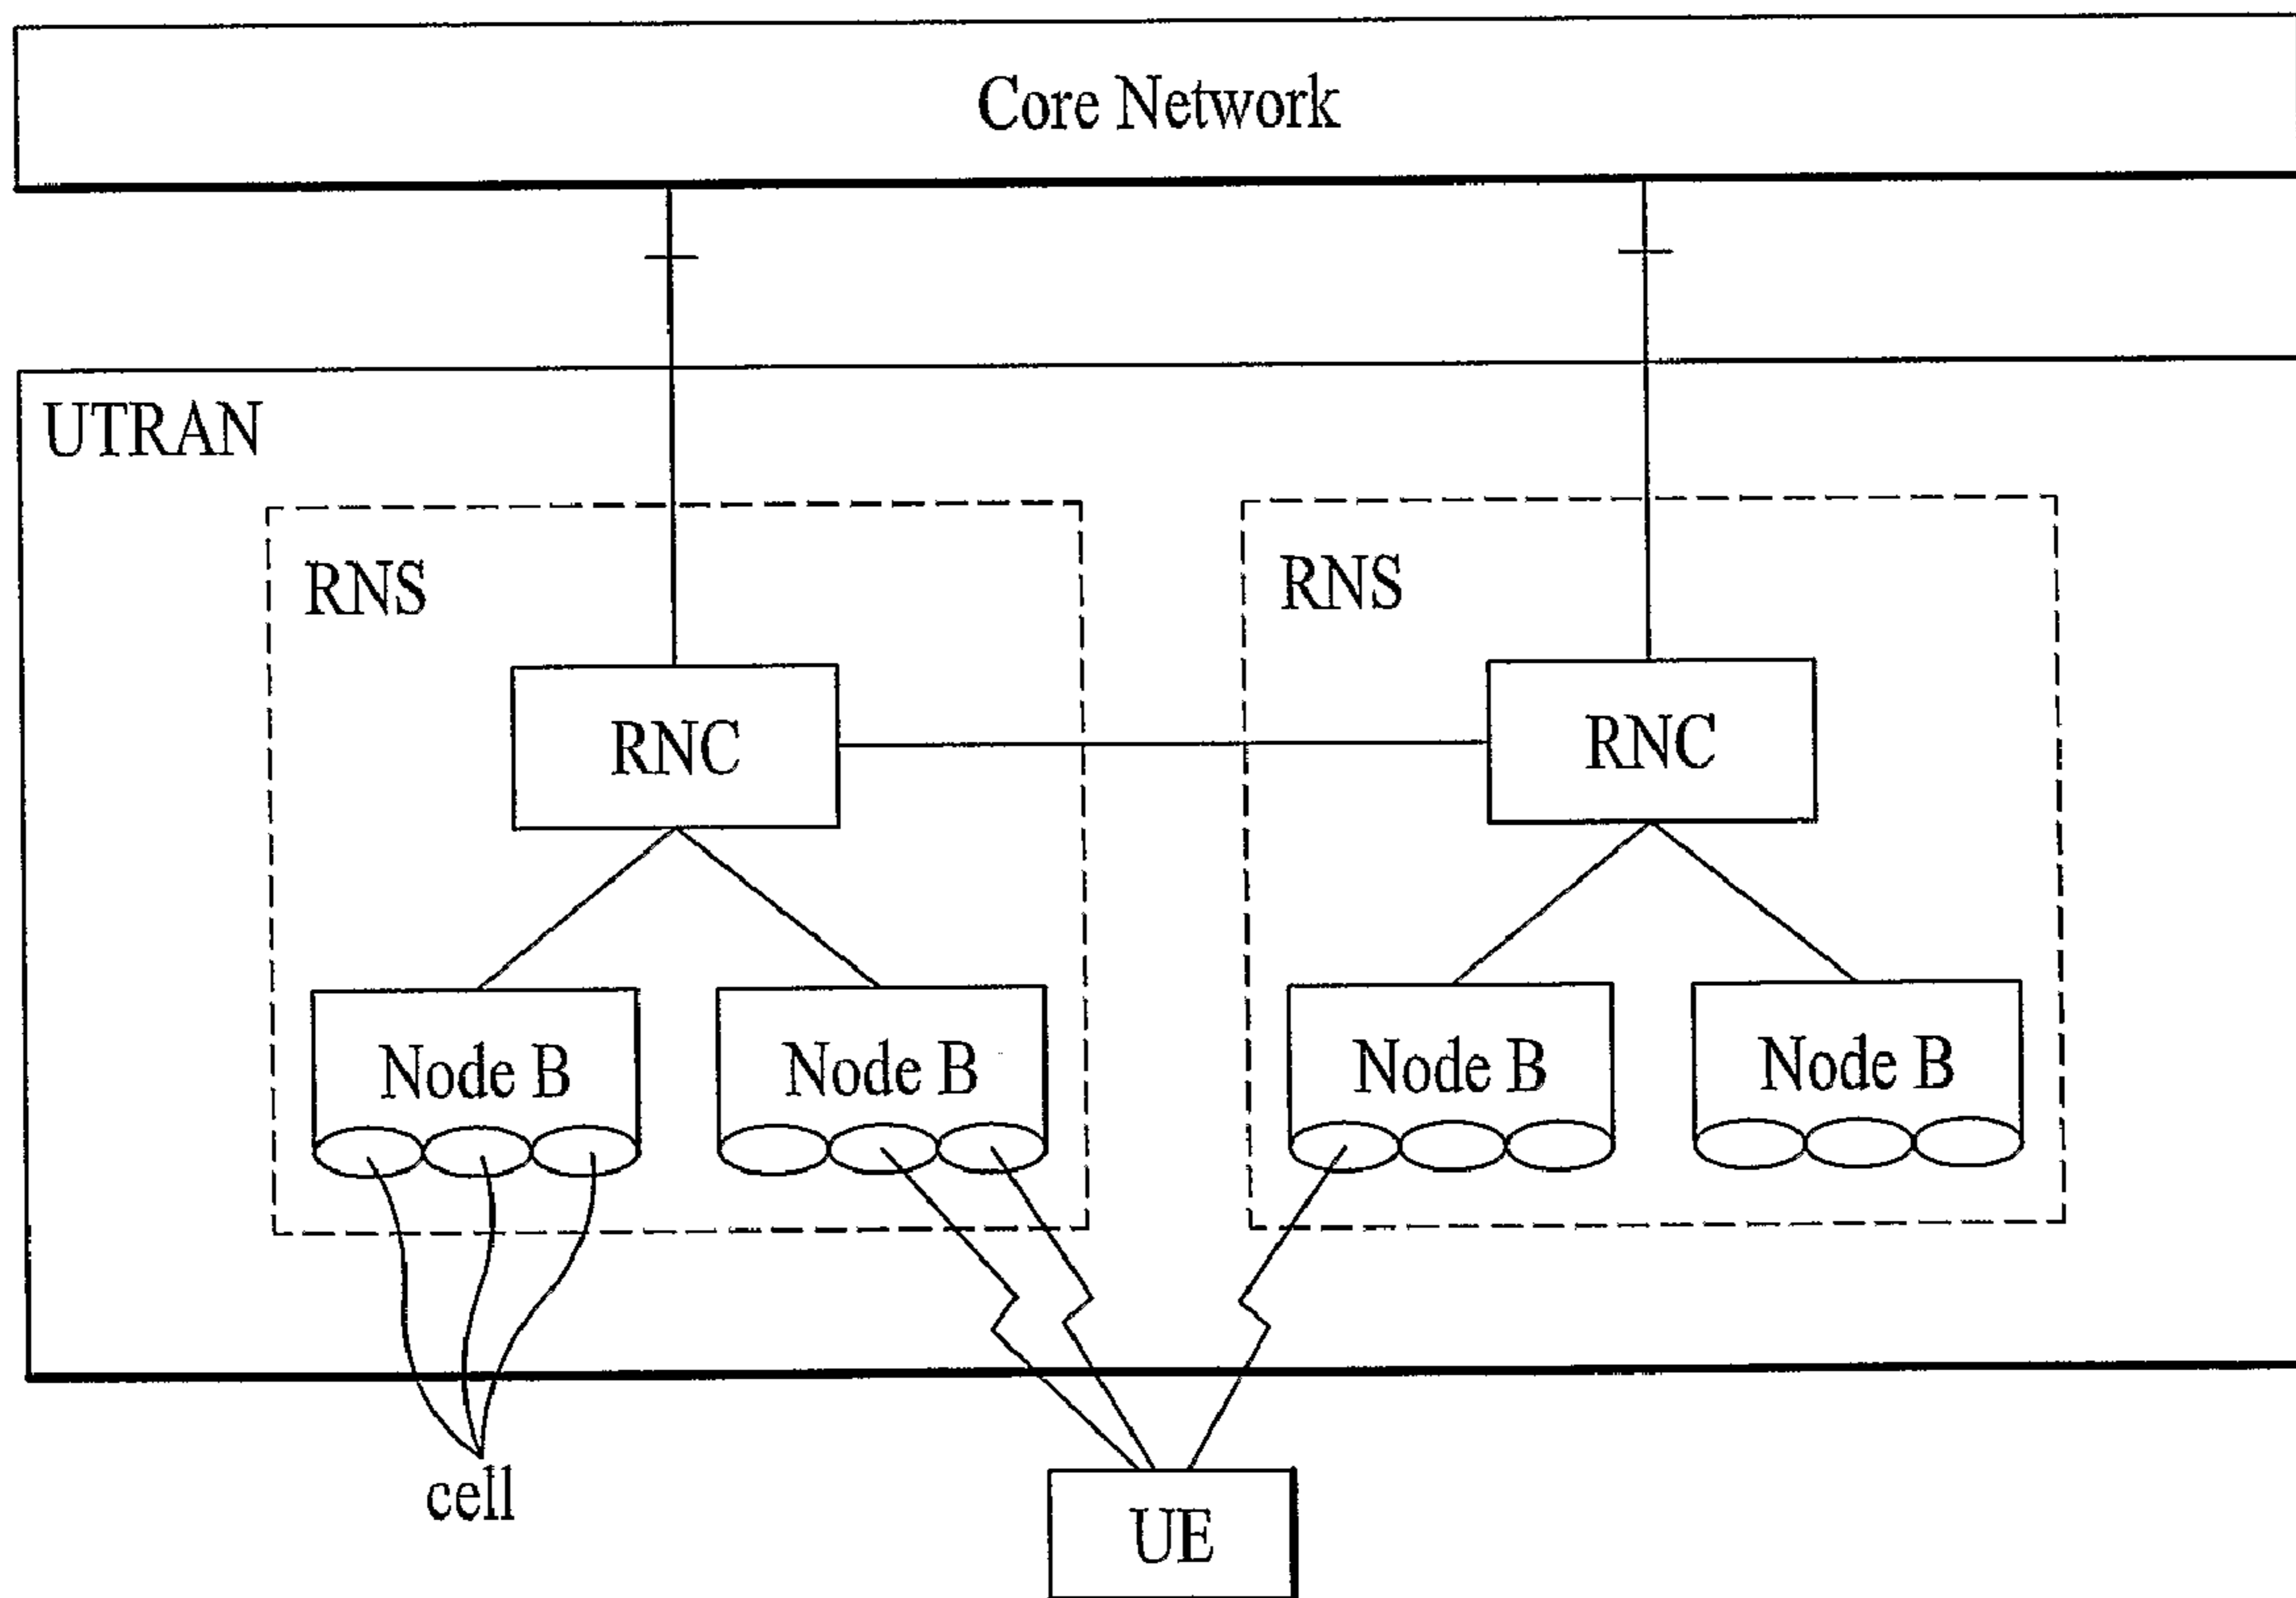 Core Network
UTRAN
RNS
RNS
RNC
RNC
Node B
Node B
Node B
Node B
cell
UE